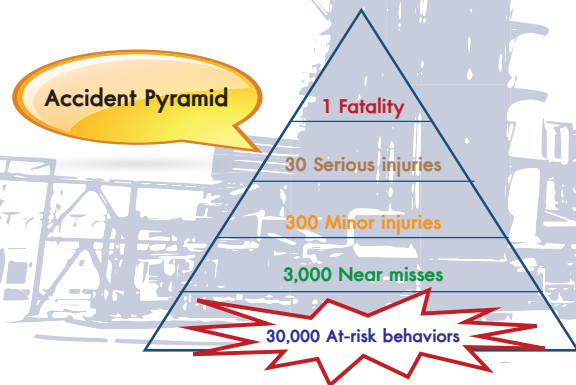 Accident Pyramid
1 Fatality
30 Serious injuries
300 Minor injuries
3,000 Near misses
30,000 At-risk behaviors